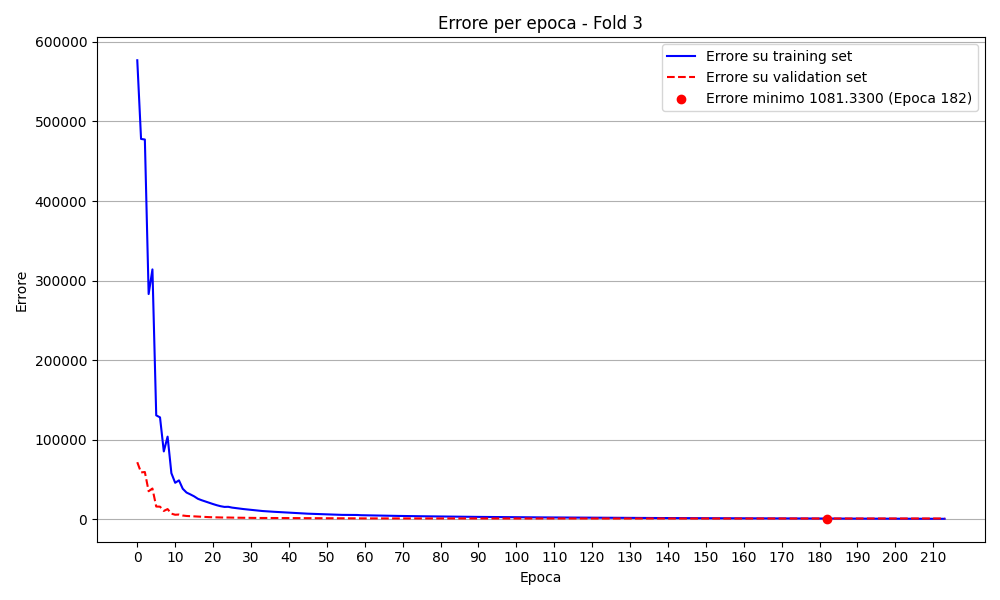 Errore per epoca - Fold 3
Errore su training set
Errore su validation set
Errore minimo 1081.3300 (Epoca 182)
Errore
600000
500000
400000
300000
200000
100000
0
0 10 20 30 40 50 60 70 80 90 100 110 120 130 140 150 160 170 180 190 200 210
Epoca